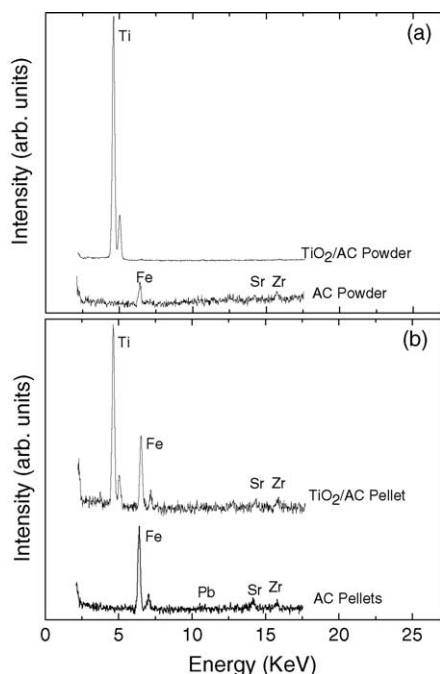 (a)
Ti
Intensity (arb. units)
TiO2/AC Powder
Fe
Sr Zr
AC Powder
(b)
Ti
Intensity (arb. units)
Fe
Sr Zr
TiO2/AC Pellet
Fe
Pb Sr Zr
AC Pellets
0 5 10 15 20 25
Energy (KeV)